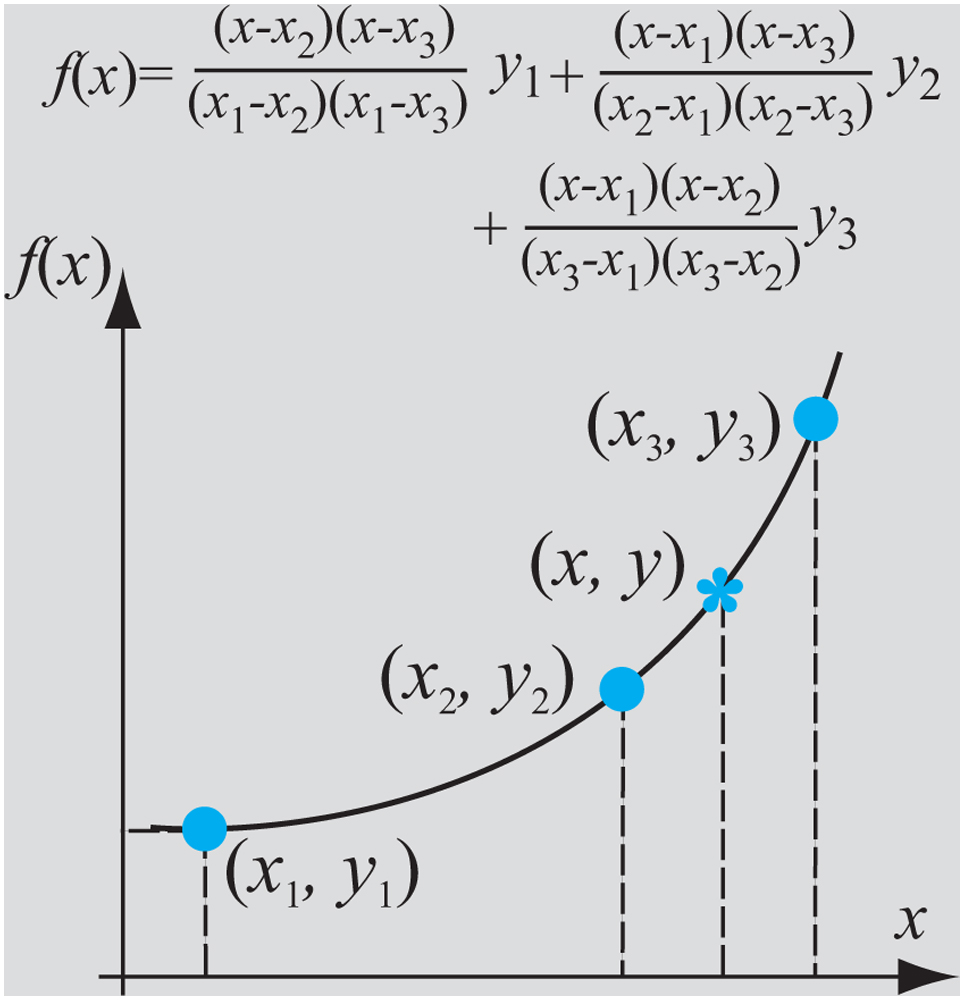 f(x)= (x-x₂)(x-x₃)/(x₁-x₂)(x₁-x₃) y₁+ (x-x₁)(x-x₃)/(x₂-x₁)(x₂-x₃) y₂
+ (x-x₁)(x-x₂)/(x₃-x₁)(x₃-x₂) y₃
f(x)
(x₃, y₃)
(x, y)
(x₂, y₂)
(x₁, y₁)
x